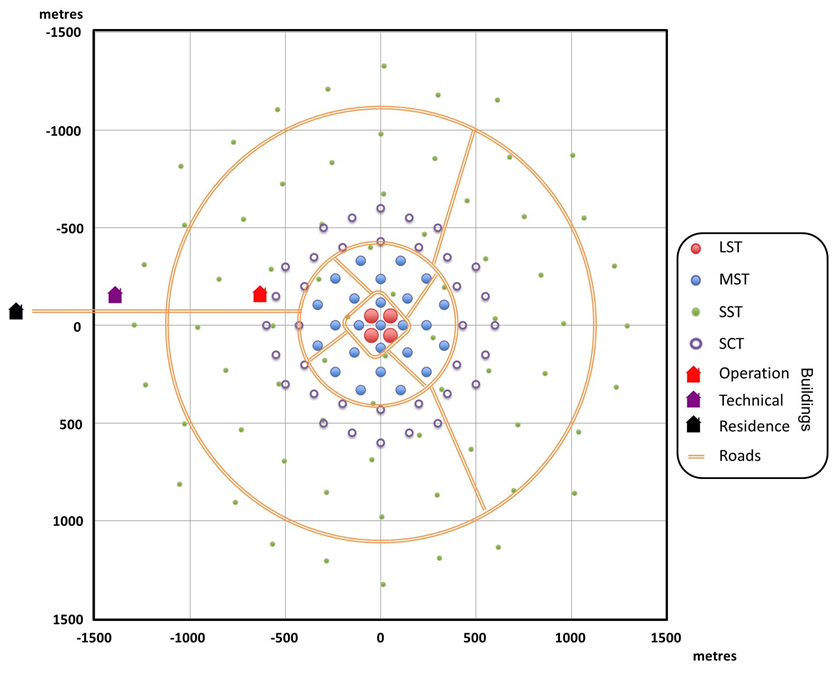 metres
-1500
-1000
-500
0
500
1000
1500
-1500
-1000
-500
0
500
1000
1500
metres
LST
MST
SST
SCT
Operation
Technical
Residence
Buildings
Roads